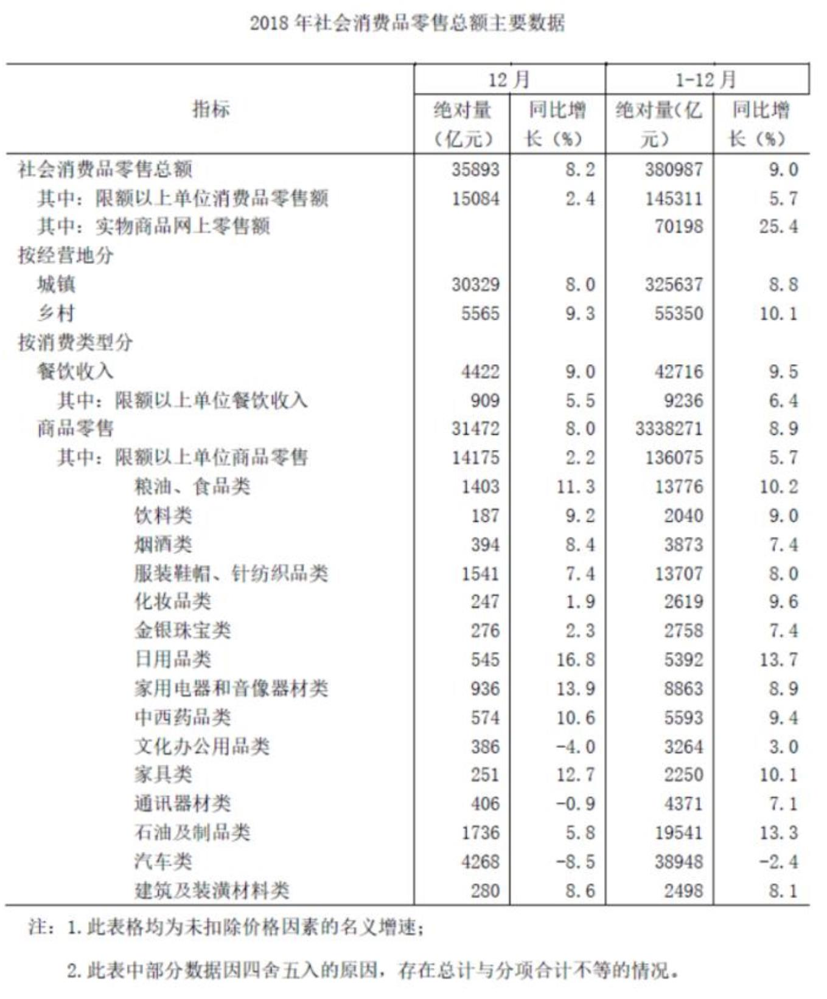 2018 年社会消费品零售总额主要数据
指标 12 月 1-12 月
绝对量（亿元） 同比增长（%） 绝对量（亿元） 同比增长（%）
社会消费品零售总额 35893 8.2 380987 9.0
其中：限额以上单位消费品零售额 15084 2.4 145311 5.7
其中：实物商品网上零售额 70198 25.4
按经营地分
城镇 30329 8.0 325637 8.8
乡村 5565 9.3 55350 10.1
按消费类型分
餐饮收入 4422 9.0 42716 9.5
其中：限额以上单位餐饮收入 909 5.5 9236 6.4
商品零售 31472 8.0 3338271 8.9
其中：限额以上单位商品零售 14175 2.2 136075 5.7
粮油、食品类 1403 11.3 13776 10.2
饮料类 187 9.2 2040 9.0
烟酒类 394 8.4 3873 7.4
服装鞋帽、针纺织品类 1541 7.4 13707 8.0
化妆品类 247 1.9 2619 9.6
金银珠宝类 276 2.3 2758 7.4
日用品类 545 16.8 5392 13.7
家用电器和音像器材类 936 13.9 8863 8.9
中西药品类 574 10.6 5593 9.4
文化办公用品类 386 -4.0 3264 3.0
家具类 251 12.7 2250 10.1
通讯器材类 406 -0.9 4371 7.1
石油及制品类 1736 5.8 19541 13.3
汽车类 4268 -8.5 38948 -2.4
建筑及装潢材料类 280 8.6 2498 8.1
注：1.此表格均为未扣除价格因素的名义增速；
2.此表中部分数据因四舍五入的原因，存在总计与分项合计不等的情况。